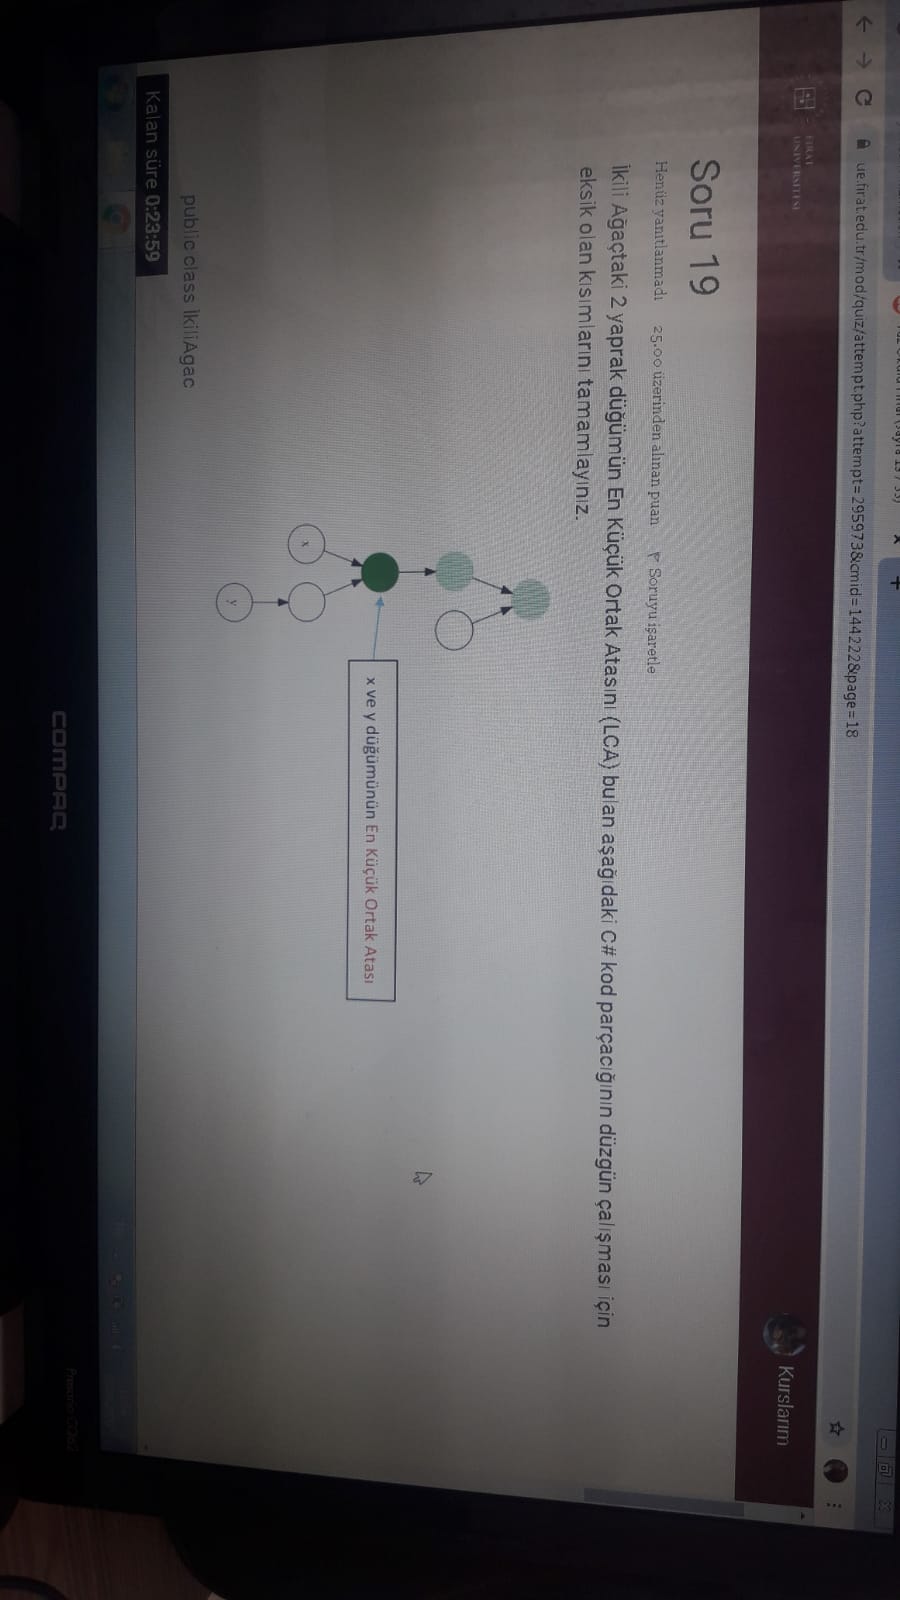 ue.firat.edu.tr/mod/quiz/attempt.php?attempt=295973&cmid=144222&page=18
FIRAT
ÜNİVERSİTESİ
Kurslarım
Soru 19
Henüz yanıtlanmadı 25,00 üzerinden alınan puan Soruyu işaretle
İkili Ağaçtaki 2 yaprak düğümün En Küçük Ortak Atasını (LCA) bulan aşağıdaki C# kod parçacığının düzgün çalışması için
eksik olan kısımlarını tamamlayınız.
x ve y düğümünün En Küçük Ortak Atası
x
y
public class İkiliAgac
Kalan süre 0:23:59
COMPAQ